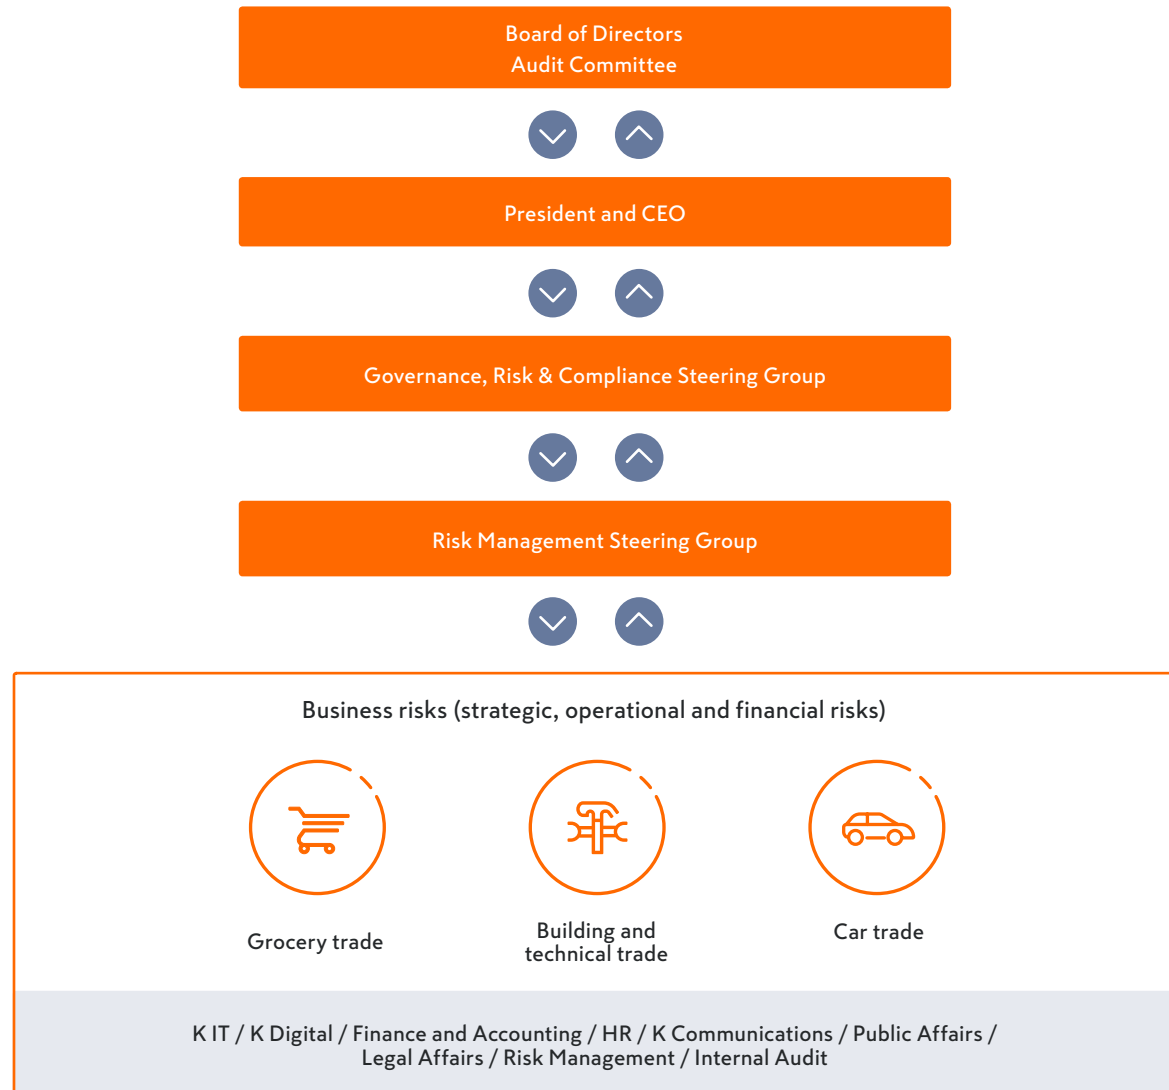 Board of Directors
Audit Committee
President and CEO
Governance, Risk & Compliance Steering Group
Risk Management Steering Group
Business risks (strategic, operational and financial risks)
Grocery trade
Building and
technical trade
Car trade
K IT / K Digital / Finance and Accounting / HR / K Communications / Public Affairs /
Legal Affairs / Risk Management / Internal Audit